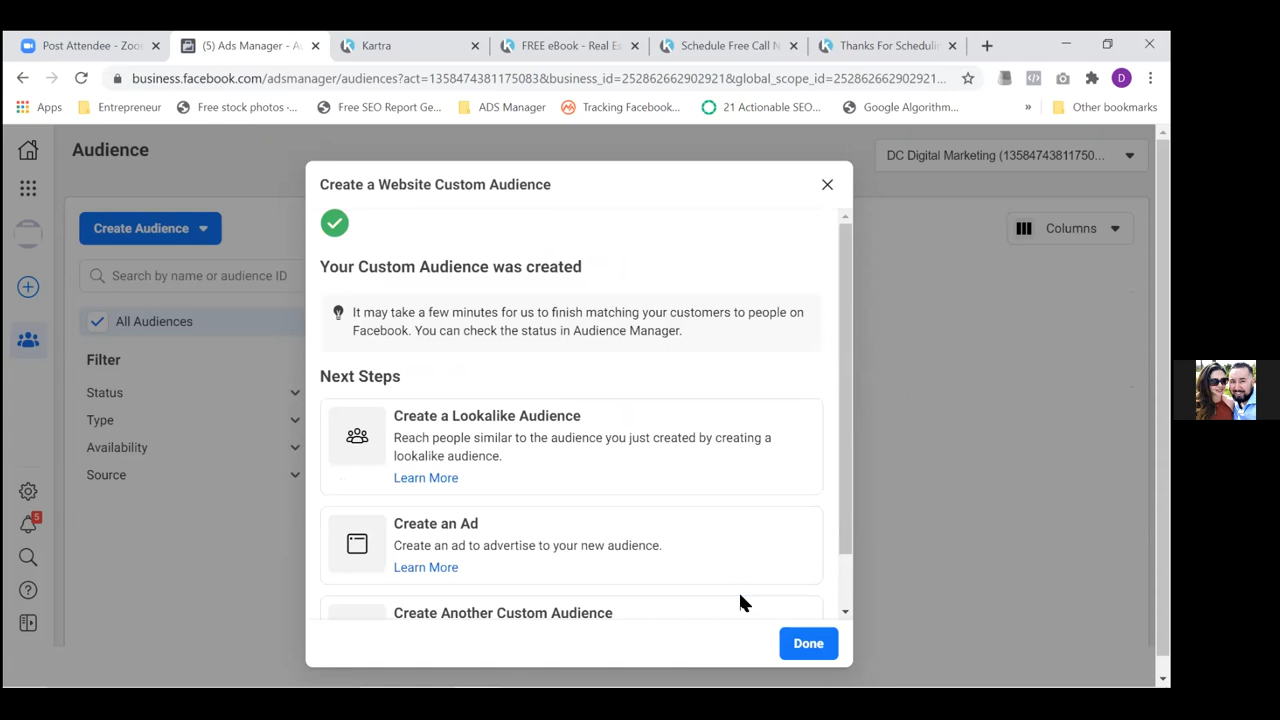 Post Attendee - Zoo
(5) Ads Manager - A
Kartra
FREE eBook - Real Es
Schedule Free Call N
Thanks For Schedulin
business.facebook.com/adsmanager/audiences?act=1358474381175083&business_id=252862662902921&global_scope_id=252862662902921...
D
Apps
Entrepreneur
Free stock photos -...
Free SEO Report Ge...
ADS Manager
Tracking Facebook...
21 Actionable SEO...
Google Algorithm...
»
Other bookmarks
Audience
DC Digital Marketing (13584743811750...
Create a Website Custom Audience
Create Audience
Columns
Your Custom Audience was created
Search by name or audience ID
It may take a few minutes for us to finish matching your customers to people on
Facebook. You can check the status in Audience Manager.
All Audiences
Filter
Next Steps
Status
Create a Lookalike Audience
Type
Reach people similar to the audience you just created by creating a
lookalike audience.
Availability
Source
Learn More
5
Create an Ad
Create an ad to advertise to your new audience.
Learn More
Create Another Custom Audience
Done